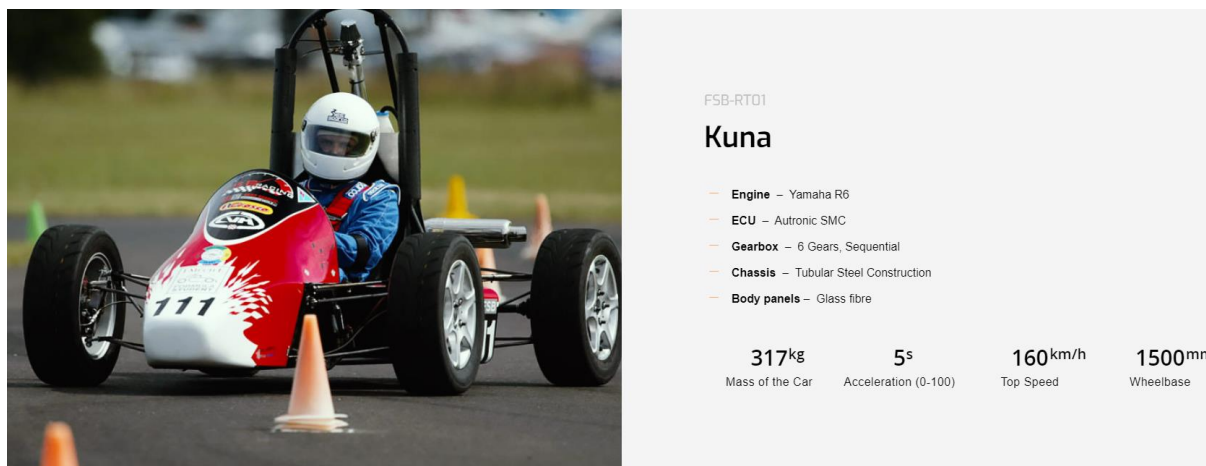 111
FSB-RT01
Kuna
— Engine – Yamaha R6
— ECU – Autronic SMC
— Gearbox – 6 Gears, Sequential
— Chassis – Tubular Steel Construction
— Body panels – Glass fibre
317kg 5s 160km/h 1500mm
Mass of the Car Acceleration (0-100) Top Speed Wheelbase